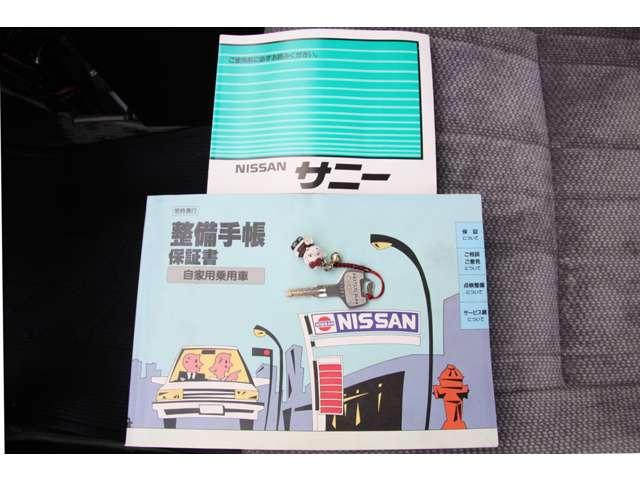 ご使用前に必ずお読みください。
NISSAN サニー
整備手帳
保証書
自家用乗用車
保証
について
ご相談
ご意見
について
点検整備
について
サービス網
について
NISSAN